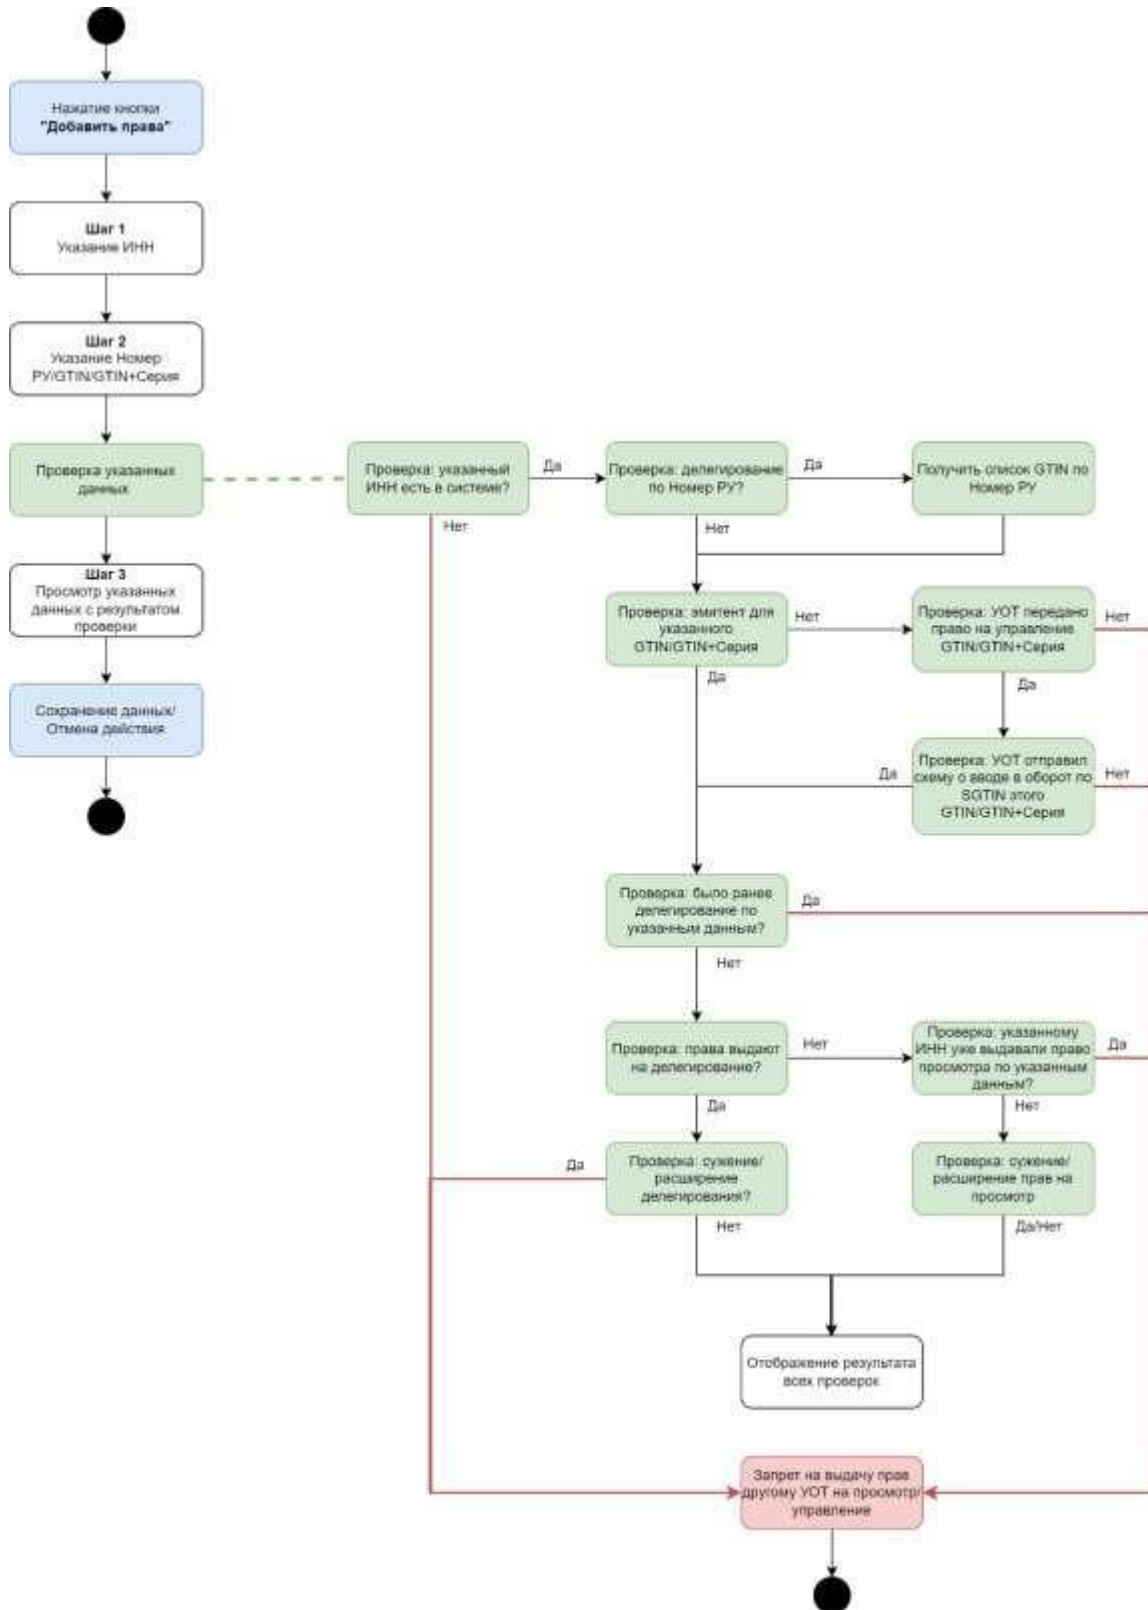 Нажатие кнопки
"Добавить права"
Шаг 1
Указание ИНН
Шаг 2
Указание Номер
РУ/GTIN/GTIN+Серия
Проверка указанных
данных
Проверка: указанный
ИНН есть в системе?
Да
Проверка: делегирование
по Номер РУ?
Да
Получить список GTIN по
Номер РУ
Нет
Нет
Шаг 3
Просмотр указанных
данных с результатом
проверки
Проверка: эмитент для
указанного
GTIN/GTIN+Серия
Нет
Проверка: УОТ передано
право на управление
GTIN/GTIN+Серия
Нет
Да
Да
Сохранение данных/
Отмена действия
Да
Проверка: УОТ отправил
схему о вводе в оборот по
SGTIN этого
GTIN/GTIN+Серия
Нет
Проверка: было ранее
делегирование по
указанным данным?
Да
Нет
Проверка: права выдают
на делегирование?
Нет
Проверка: указанному
ИНН уже выдавали право
просмотра по указанным
данным?
Да
Да
Нет
Да
Проверка: сужение/
расширение
делегирования?
Проверка: сужение/
расширение прав на
просмотр
Нет
Да/Нет
Отображение результата
всех проверок
Запрет на выдачу прав
другому УОТ на просмотр/
управление